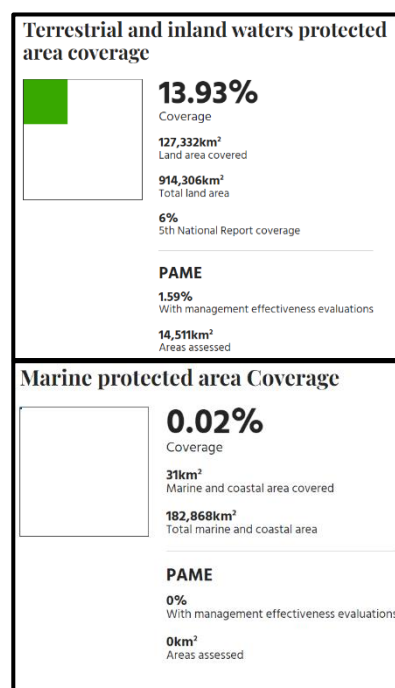 Terrestrial and inland waters protected
area coverage
13.93%
Coverage
127,332km²
Land area covered
914,306km²
Total land area
6%
5th National Report coverage
PAME
1.59%
With management effectiveness evaluations
14,511km²
Areas assessed
Marine protected area Coverage
0.02%
Coverage
31km²
Marine and coastal area covered
182,868km²
Total marine and coastal area
PAME
0%
With management effectiveness evaluations
0km²
Areas assessed